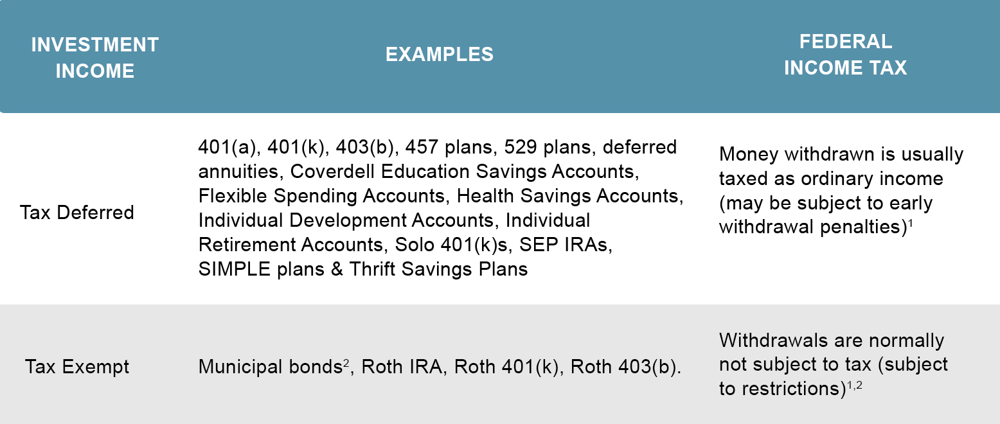 INVESTMENT
INCOME
EXAMPLES
FEDERAL
INCOME TAX
Tax Deferred
401(a), 401(k), 403(b), 457 plans, 529 plans, deferred
annuities, Coverdell Education Savings Accounts,
Flexible Spending Accounts, Health Savings Accounts,
Individual Development Accounts, Individual
Retirement Accounts, Solo 401(k)s, SEP IRAs,
SIMPLE plans & Thrift Savings Plans
Money withdrawn is usually
taxed as ordinary income
(may be subject to early
withdrawal penalties)¹
Tax Exempt
Municipal bonds², Roth IRA, Roth 401(k), Roth 403(b).
Withdrawals are normally
not subject to tax (subject
to restrictions)¹,²